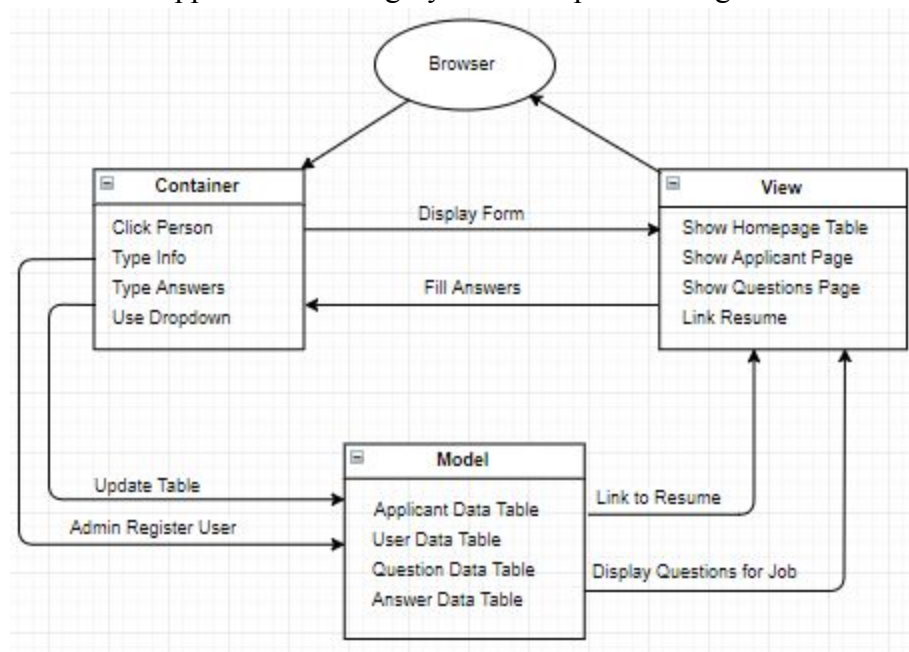 Browser
Container
Click Person
Type Info
Type Answers
Use Dropdown
Display Form
Fill Answers
View
Show Homepage Table
Show Applicant Page
Show Questions Page
Link Resume
Update Table
Admin Register User
Model
Applicant Data Table
User Data Table
Question Data Table
Answer Data Table
Link to Resume
Display Questions for Job